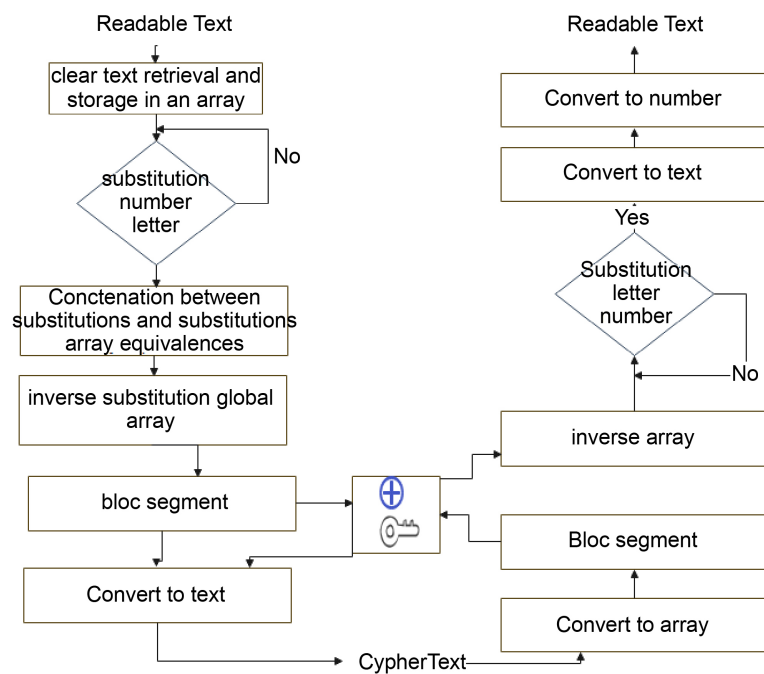 Readable Text
clear text retrieval and
storage in an array
No
substitution
number
letter
Conctenation between
substitutions and substitutions
array equivalences
inverse substitution global
array
bloc segment
Convert to text
CypherText
Readable Text
Convert to number
Convert to text
Yes
Substitution
letter
number
No
inverse array
Bloc segment
Convert to array